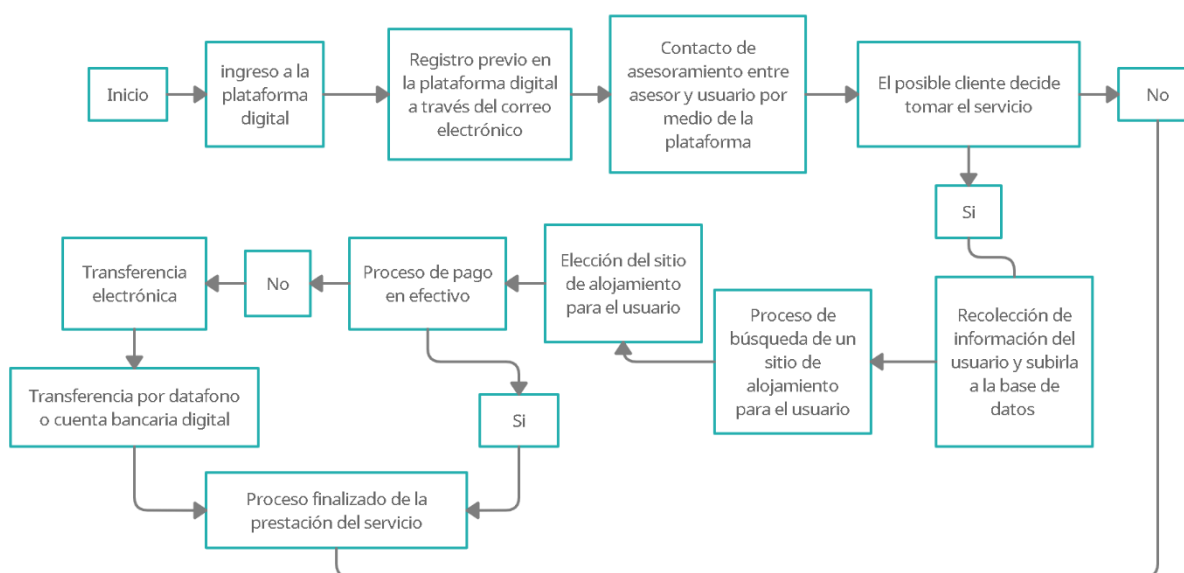 Inicio
ingreso a la
plataforma
digital
Registro previo en
la plataforma digital
a través del correo
electrónico
Contacto de
asesoramiento entre
asesor y usuario por
medio de la
plataforma
El posible cliente decide
tomar el servicio
No
Si
Recolección de
información del
usuario y subirla
a la base de
datos
Proceso de
búsqueda de un
sitio de
alojamiento
para el usuario
Elección del sitio
de alojamiento
para el usuario
Proceso de pago
en efectivo
No
Transferencia
electrónica
Transferencia por datafono
o cuenta bancaria digital
Si
Proceso finalizado de la
prestación del servicio